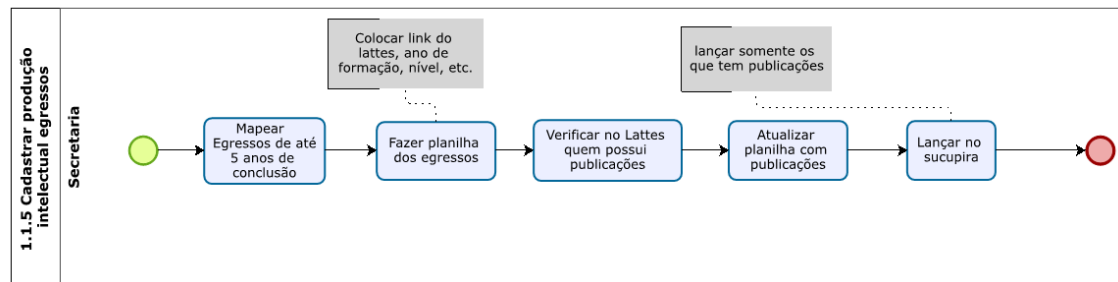 1.1.5 Cadastrar produção
intelectual egressos
Secretaria
Colocar link do
lattes, ano de
formação, nível, etc.
lançar somente os
que tem publicações
Mapear
Egressos de até
5 anos de
conclusão
Fazer planilha
dos egressos
Verificar no Lattes
quem possui
publicações
Atualizar
planilha com
publicações
Lançar no
sucupira